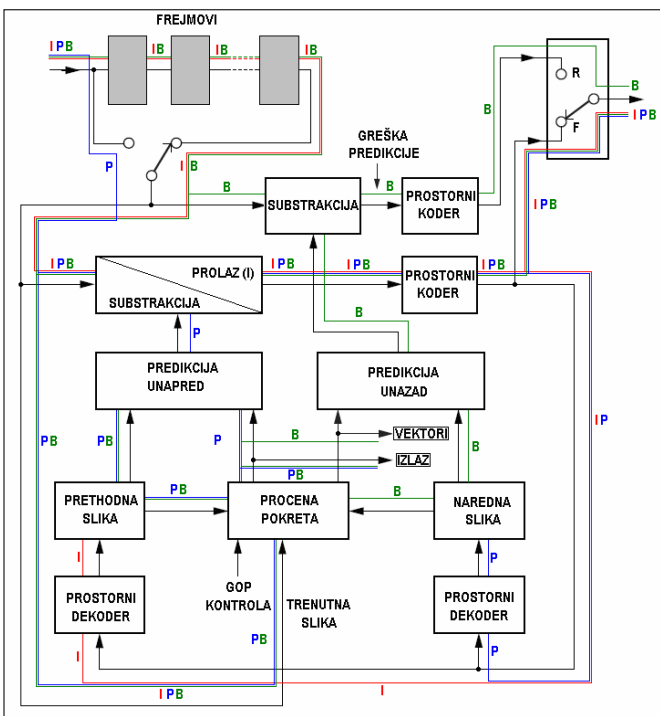 FREJMOVI
I P B
I B
I B
I B
R
B
F
I P B
P
I B
B
GREŠKA
PREDIKCIJE
B
B
SUBSTRAKCIJA
PROSTORNI
KODER
I P B
I P B
PROLAZ (I)
SUBSTRAKCIJA
I P B
I P B
PROSTORNI
KODER
I P B
P
B
PREDIKCIJA
UNAPRED
PREDIKCIJA
UNAZAD
P B
P B
P
B
VEKTORI
B
I P
IZLAZ
P B
PRETHODNA
SLIKA
P B
PROCENA
POKRETA
B
NAREDNA
SLIKA
I
P
PROSTORNI
DEKODER
GOP
KONTROLA
TRENUTNA
SLIKA
PROSTORNI
DEKODER
P B
I
P
I P B
I